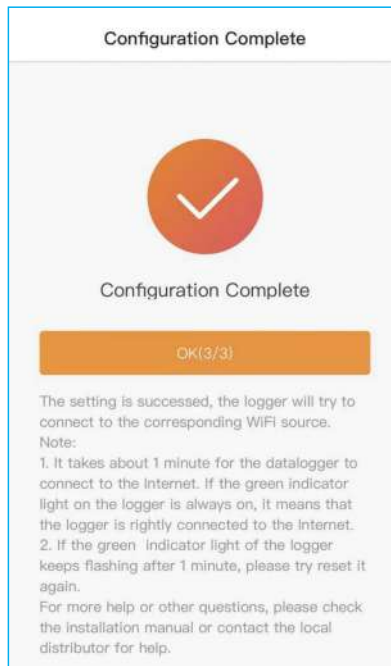 Configuration Complete
Configuration Complete
OK(3/3)
The setting is successed, the logger will try to
connect to the corresponding WiFi source.
Note:
1. It takes about 1 minute for the datalogger to
connect to the Internet. If the green indicator
light on the logger is always on, it means that
the logger is rightly connected to the Internet.
2. If the green indicator light of the logger
keeps flashing after 1 minute, please try reset it
again.
For more help or other questions, please check
the installation manual or contact the local
distributor for help.